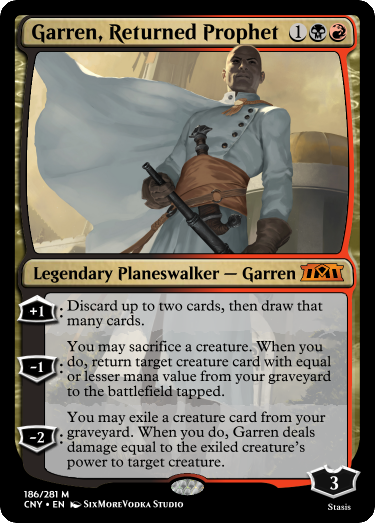 Garren, Returned Prophet 1
Legendary Planeswalker — Garren
+1: Discard up to two cards, then draw that
many cards.
You may sacrifice a creature. When you
do, return target creature card with equal
-1: or lesser mana value from your graveyard
to the battlefield tapped.
You may exile a creature card from your
graveyard. When you do, Garren deals
-2: damage equal to the exiled creature's
power to target creature.
3
186/281 M
CNY • EN SixMoreVodka Studio
Stasis